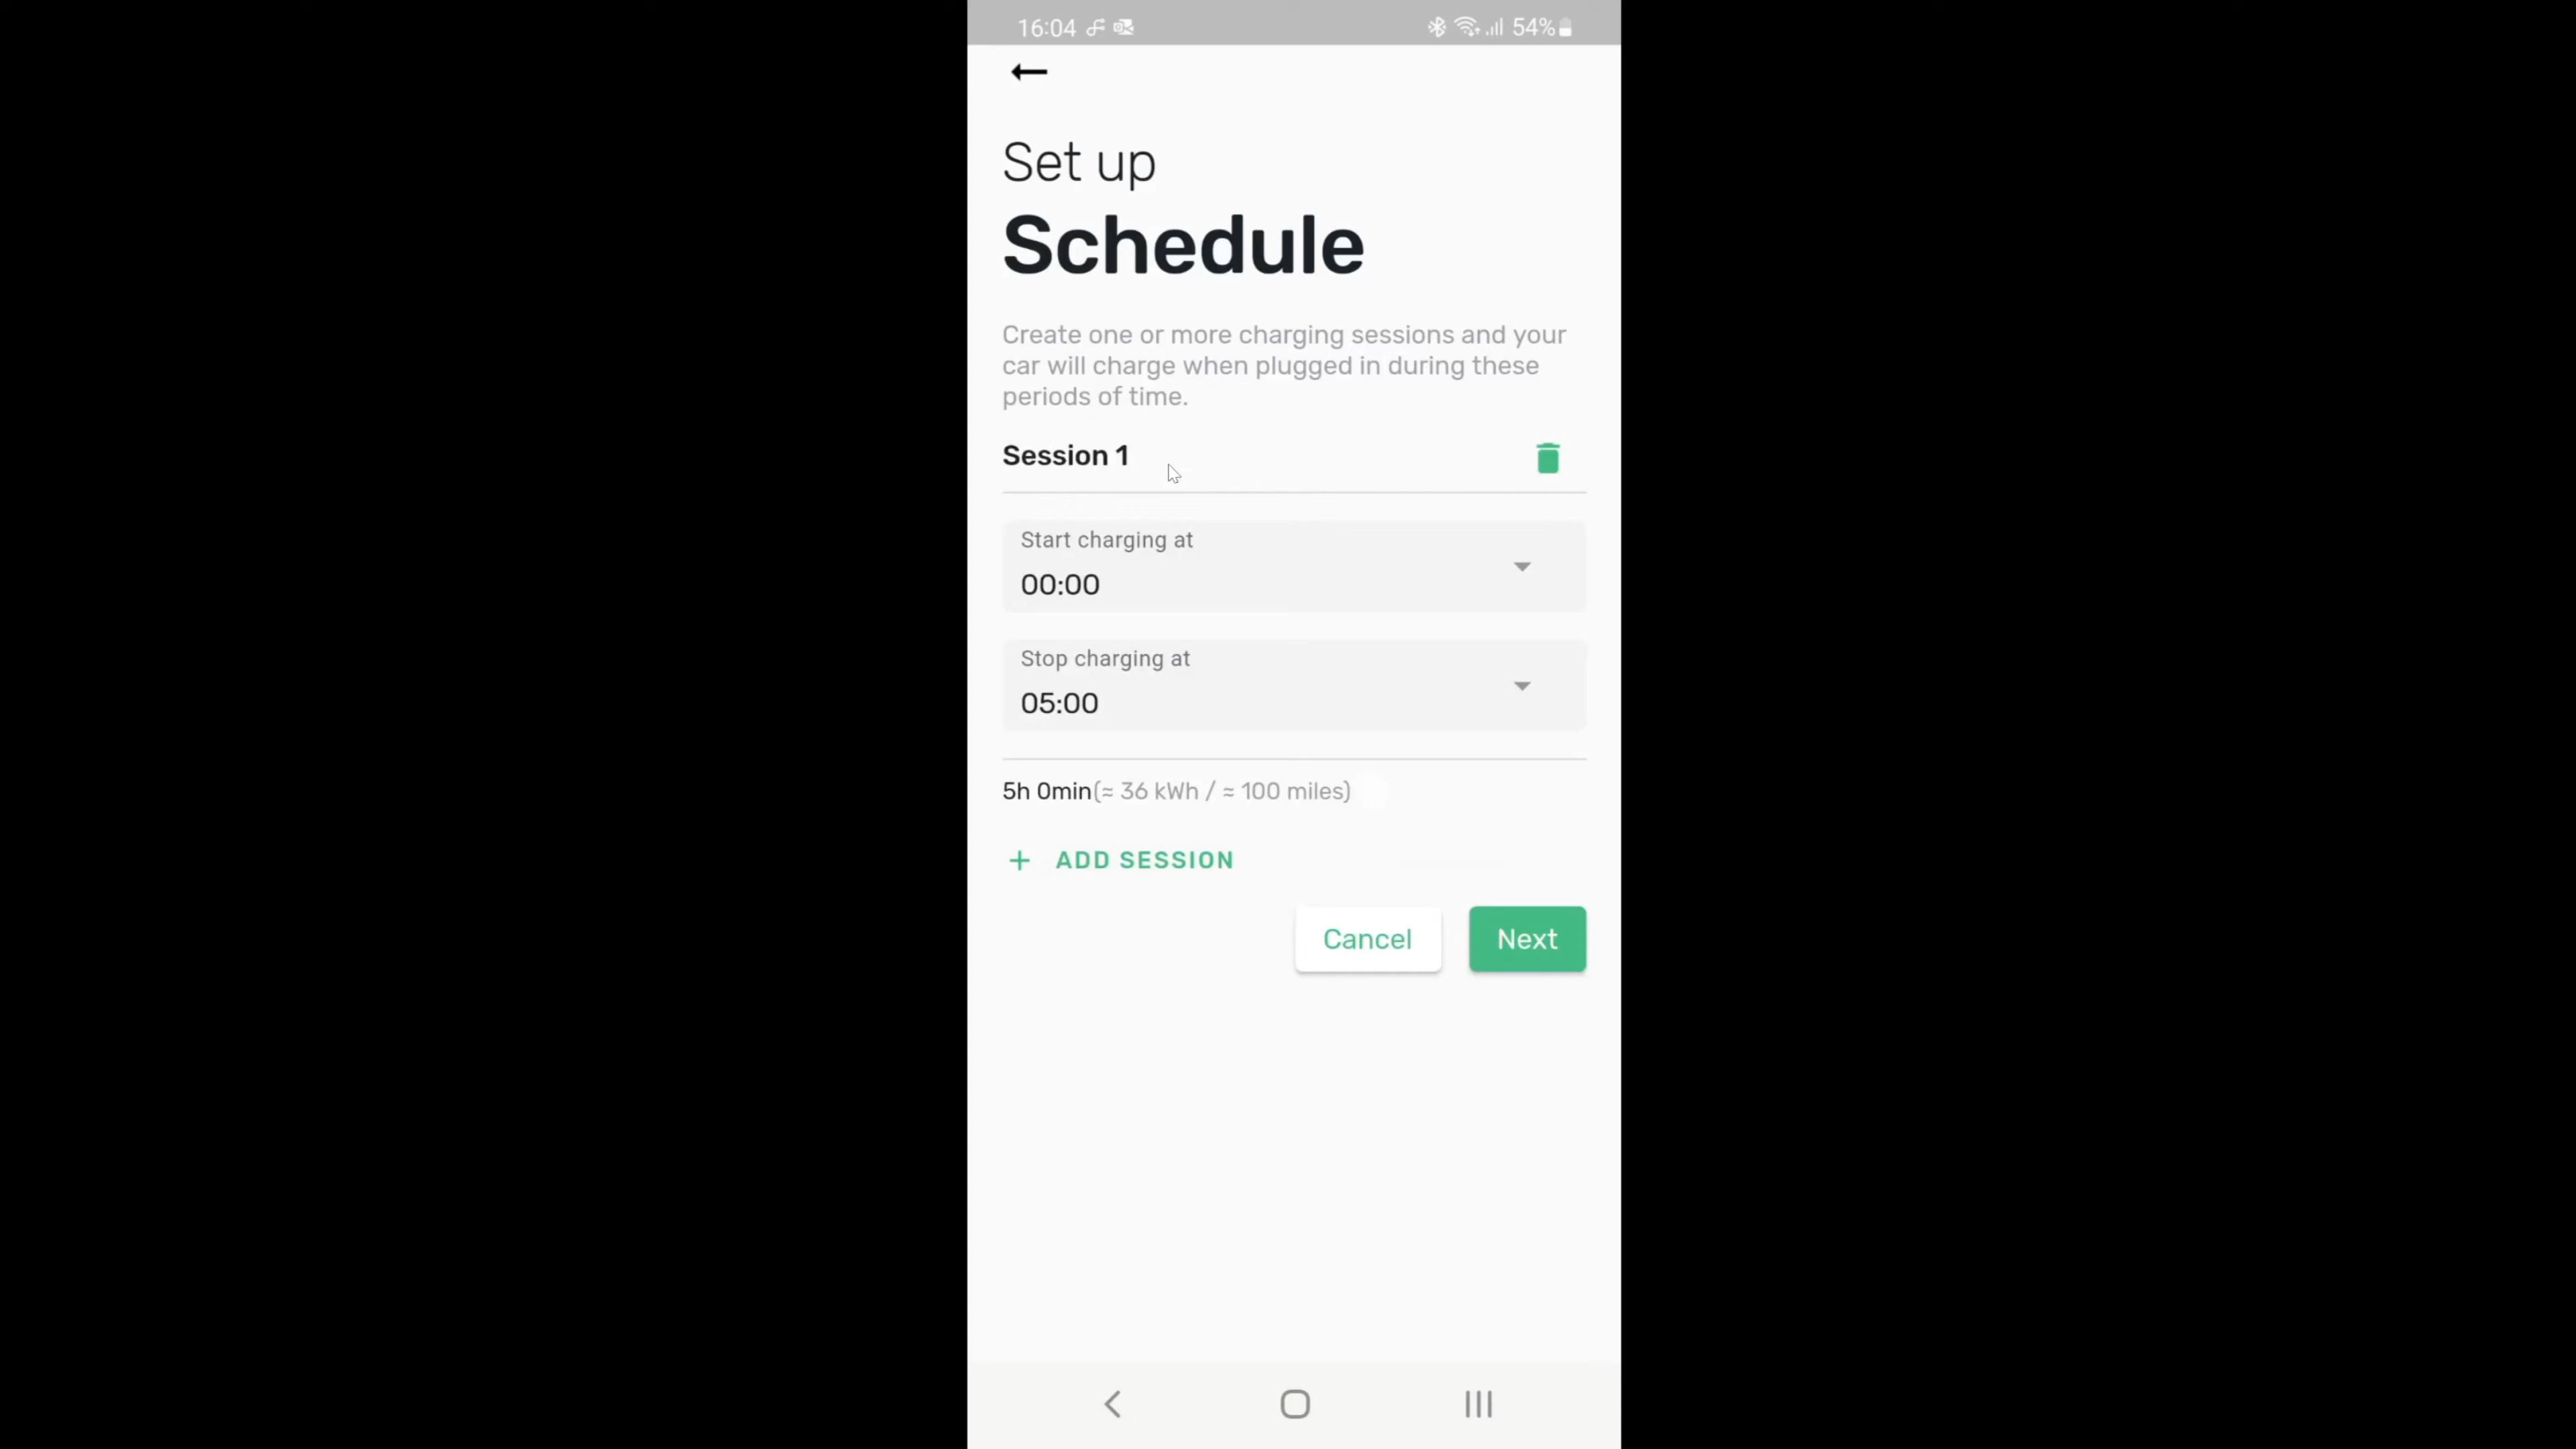 16:04 54%
Set up
Schedule
Create one or more charging sessions and your
car will charge when plugged in during these
periods of time.
Session 1
Start charging at
00:00
Stop charging at
05:00
5h 0min(≈ 36 kWh / ≈ 100 miles)
+ ADD SESSION
Cancel Next